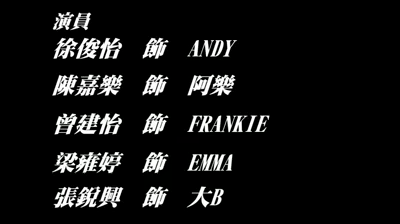 演員
徐俊怡 飾 ANDY
陳嘉樂 飾 阿樂
曾建怡 飾 FRANKIE
梁雍婷 飾 EMMA
張銳興 飾 大B